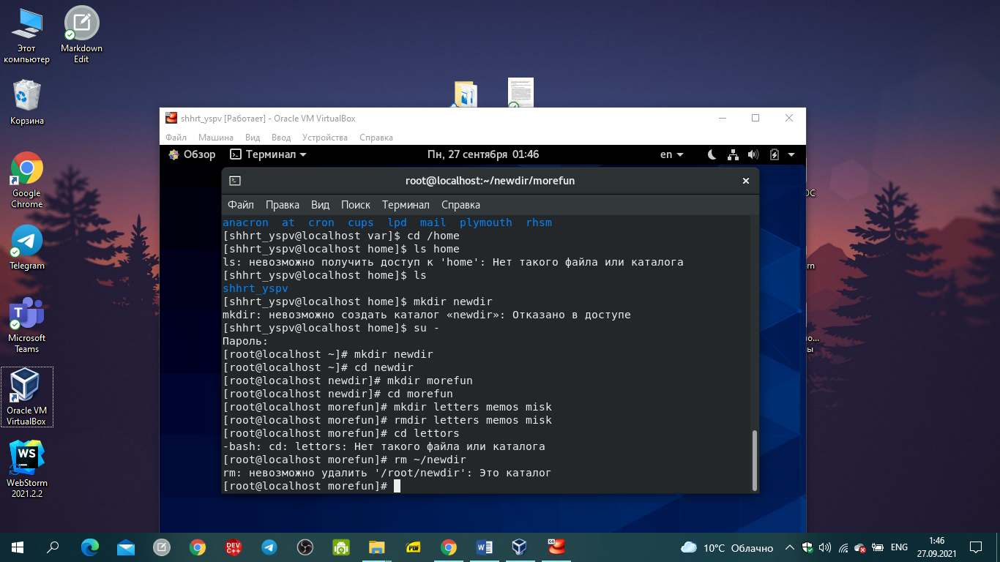 Этот
компьютер
Markdown
Edit
Корзина
Google
Chrome
Telegram
Microsoft
Teams
Oracle VM
VirtualBox
WS
WebStorm
2021.2.2
shhrt_yspv [Работает] - Oracle VM VirtualBox
Файл Машина Вид Ввод Устройства Справка
Обзор Терминал Пн, 27 сентября 01:46 en
root@localhost:~/newdir/morefun
Файл Правка Вид Поиск Терминал Справка
anacron at cron cups lpd mail plymouth rhsm
[shhrt_yspv@localhost var]$ cd /home
[shhrt_yspv@localhost home]$ ls home
ls: невозможно получить доступ к 'home': Нет такого файла или каталога
[shhrt_yspv@localhost home]$ ls
shhrt_yspv
[shhrt_yspv@localhost home]$ mkdir newdir
mkdir: невозможно создать каталог «newdir»: Отказано в доступе
[shhrt_yspv@localhost home]$ su -
Пароль:
[root@localhost ~]# mkdir newdir
[root@localhost ~]# cd newdir
[root@localhost newdir]# mkdir morefun
[root@localhost newdir]# cd morefun
[root@localhost morefun]# mkdir letters memos misk
[root@localhost morefun]# rmdir letters memos misk
[root@localhost morefun]# cd lettors
-bash: cd: lettors: Нет такого файла или каталога
[root@localhost morefun]# rm ~/newdir
rm: невозможно удалить '/root/newdir': Это каталог
[root@localhost morefun]#
DEV
C++
PDF
64
10°C Облачно
ENG
1:46
27.09.2021